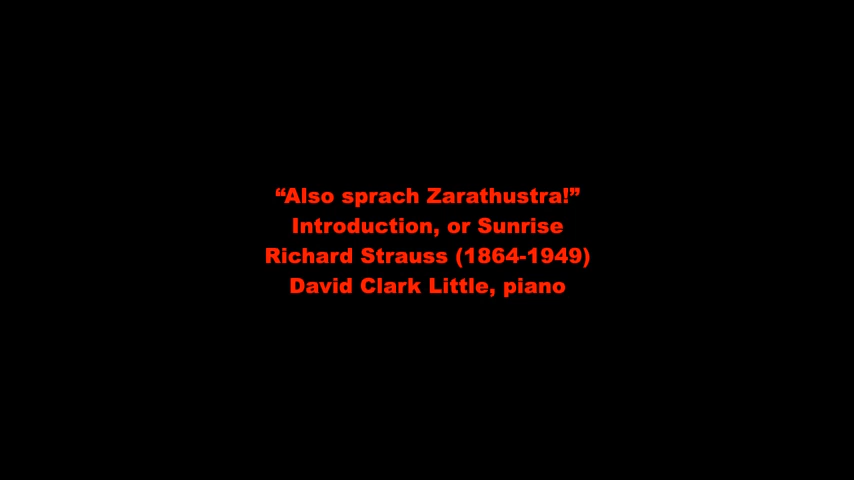 “Also sprach Zarathustra!”
Introduction, or Sunrise
Richard Strauss (1864-1949)
David Clark Little, piano